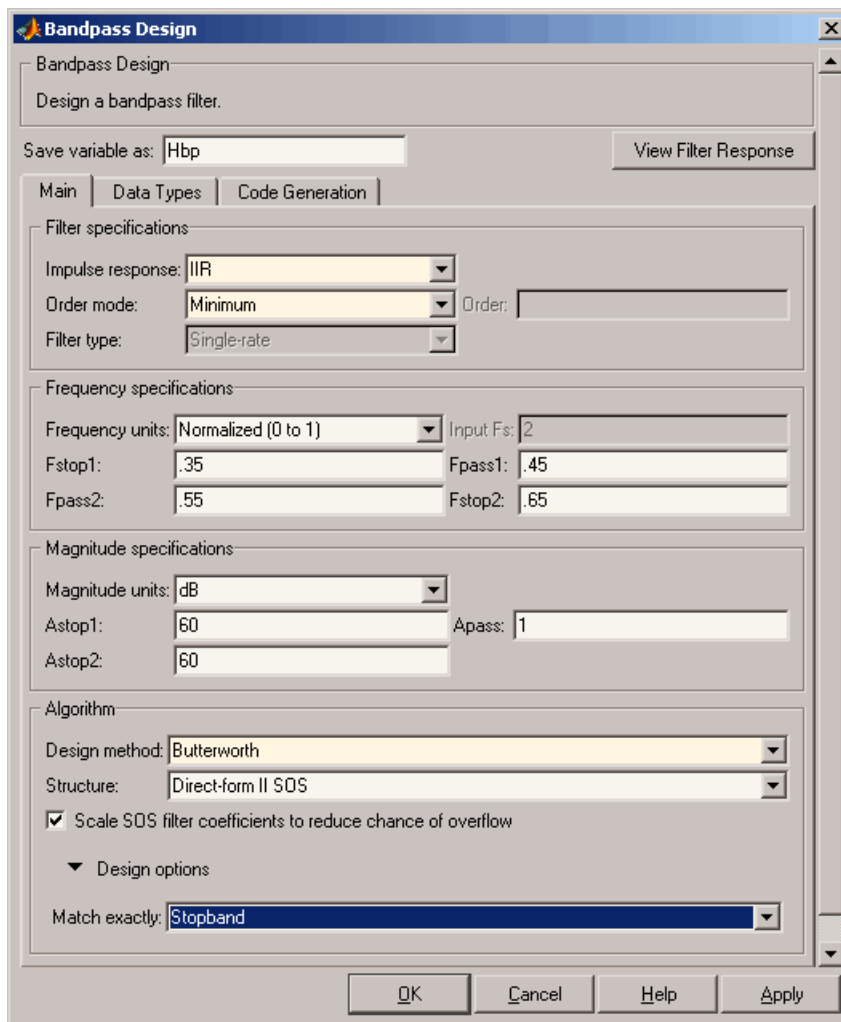 Bandpass Design
Bandpass Design
Design a bandpass filter.
Save variable as: Hbp View Filter Response
Main Data Types Code Generation
Filter specifications
Impulse response: IIR
Order mode: Minimum Order:
Filter type: Single-rate
Frequency specifications
Frequency units: Normalized (0 to 1) Input Fs: 2
Fstop1: .35 Fpass1: .45
Fpass2: .55 Fstop2: .65
Magnitude specifications
Magnitude units: dB
Astop1: 60 Apass: 1
Astop2: 60
Algorithm
Design method: Butterworth
Structure: Direct-form II SOS
Scale SOS filter coefficients to reduce chance of overflow
Design options
Match exactly: Stopband
OK Cancel Help Apply